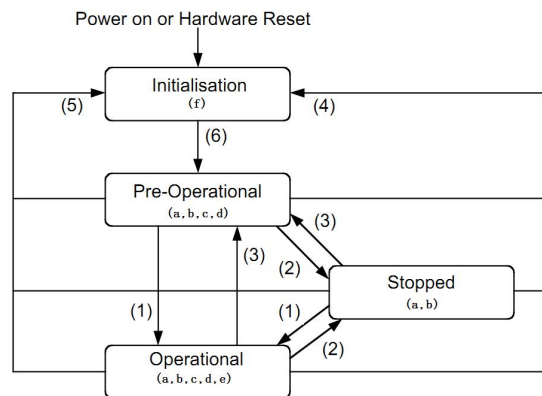 Power on or Hardware Reset
Initialisation
(f)
(5)
(4)
(6)
Pre-Operational
(a,b,c,d)
(3)
(3)
(2)
Stopped
(a,b)
(1)
(1)
(2)
Operational
(a,b,c,d,e)